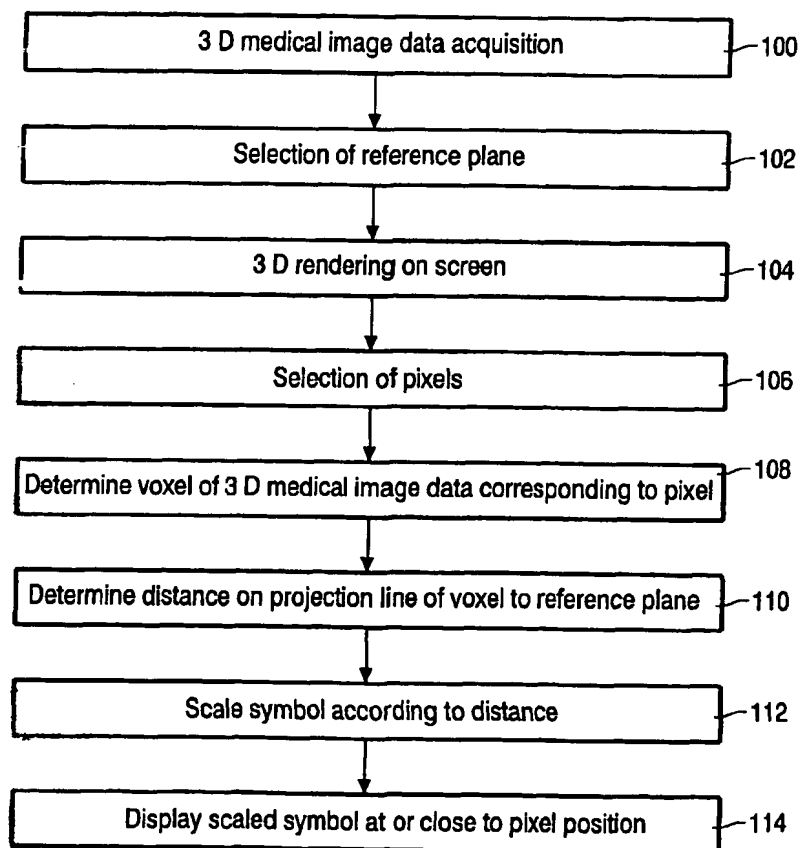 3 D medical image data acquisition 100
Selection of reference plane 102
3 D rendering on screen 104
Selection of pixels 106
Determine voxel of 3 D medical image data corresponding to pixel 108
Determine distance on projection line of voxel to reference plane 110
Scale symbol according to distance 112
Display scaled symbol at or close to pixel position 114